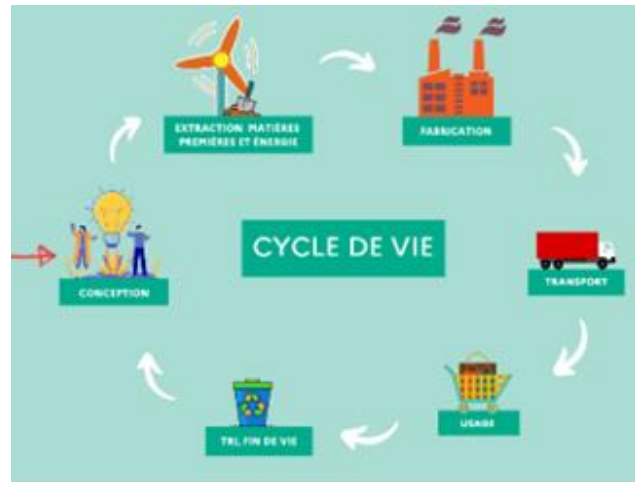 EXTRACTION MATIÈRES
PREMIÈRES ET ÉNERGIE
FABRICATION
CYCLE DE VIE
CONCEPTION
TRANSPORT
USAGE
TRI, FIN DE VIE